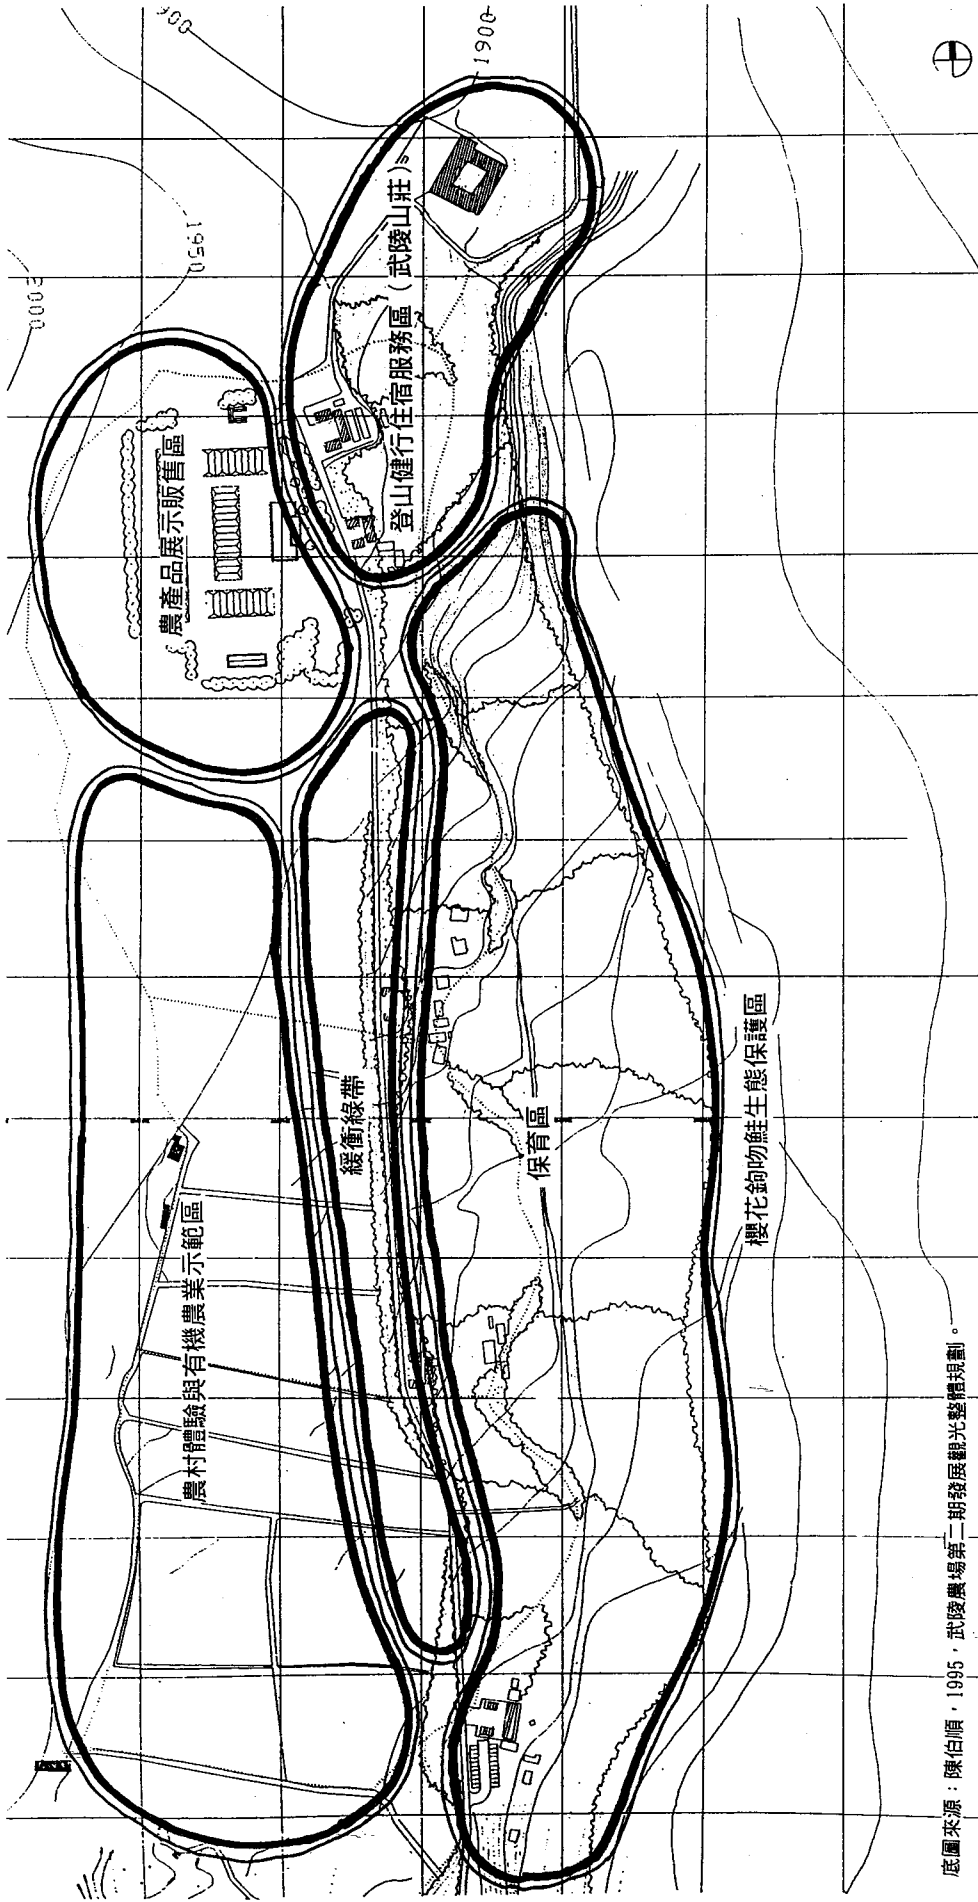 農產品展示販售區
登山健行住宿服務區(武陵山莊)
農村體驗與有機農業示範區
緩衝綠帶
保育區
櫻花鉤吻鮭生態保護區
2000
1950
1900
底圖來源:陳伯順,1995,武陵農場第二期發展觀光整體規劃。